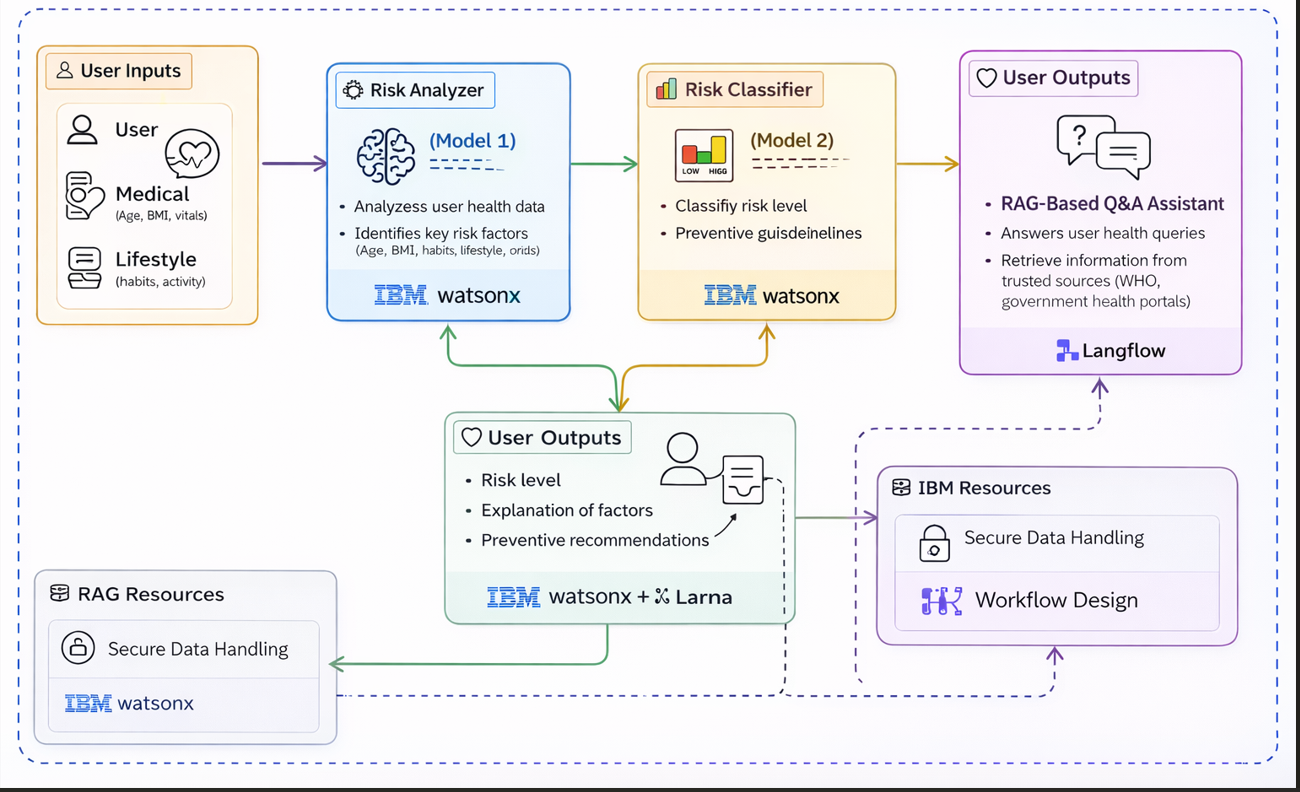 User Inputs
User
Medical
(Age, BMI, vitals)
Lifestyle
(habits, activity)
Risk Analyzer
(Model 1)
• Analyzess user health data
• Identifies key risk factors
(Age, BMI, habits, lifestyle, orids)
IBM watsonx
Risk Classifier
(Model 2)
LOW HIGG
• Classifiy risk level
• Preventive guisdeinelines
IBM watsonx
User Outputs
?
• RAG-Based Q&A Assistant
• Answers user health queries
• Retrieve information from
trusted sources (WHO,
government health portals)
Langflow
User Outputs
• Risk level
• Explanation of factors
• Preventive recommendations
IBM watsonx + Larna
IBM Resources
Secure Data Handling
Workflow Design
RAG Resources
Secure Data Handling
IBM watsonx